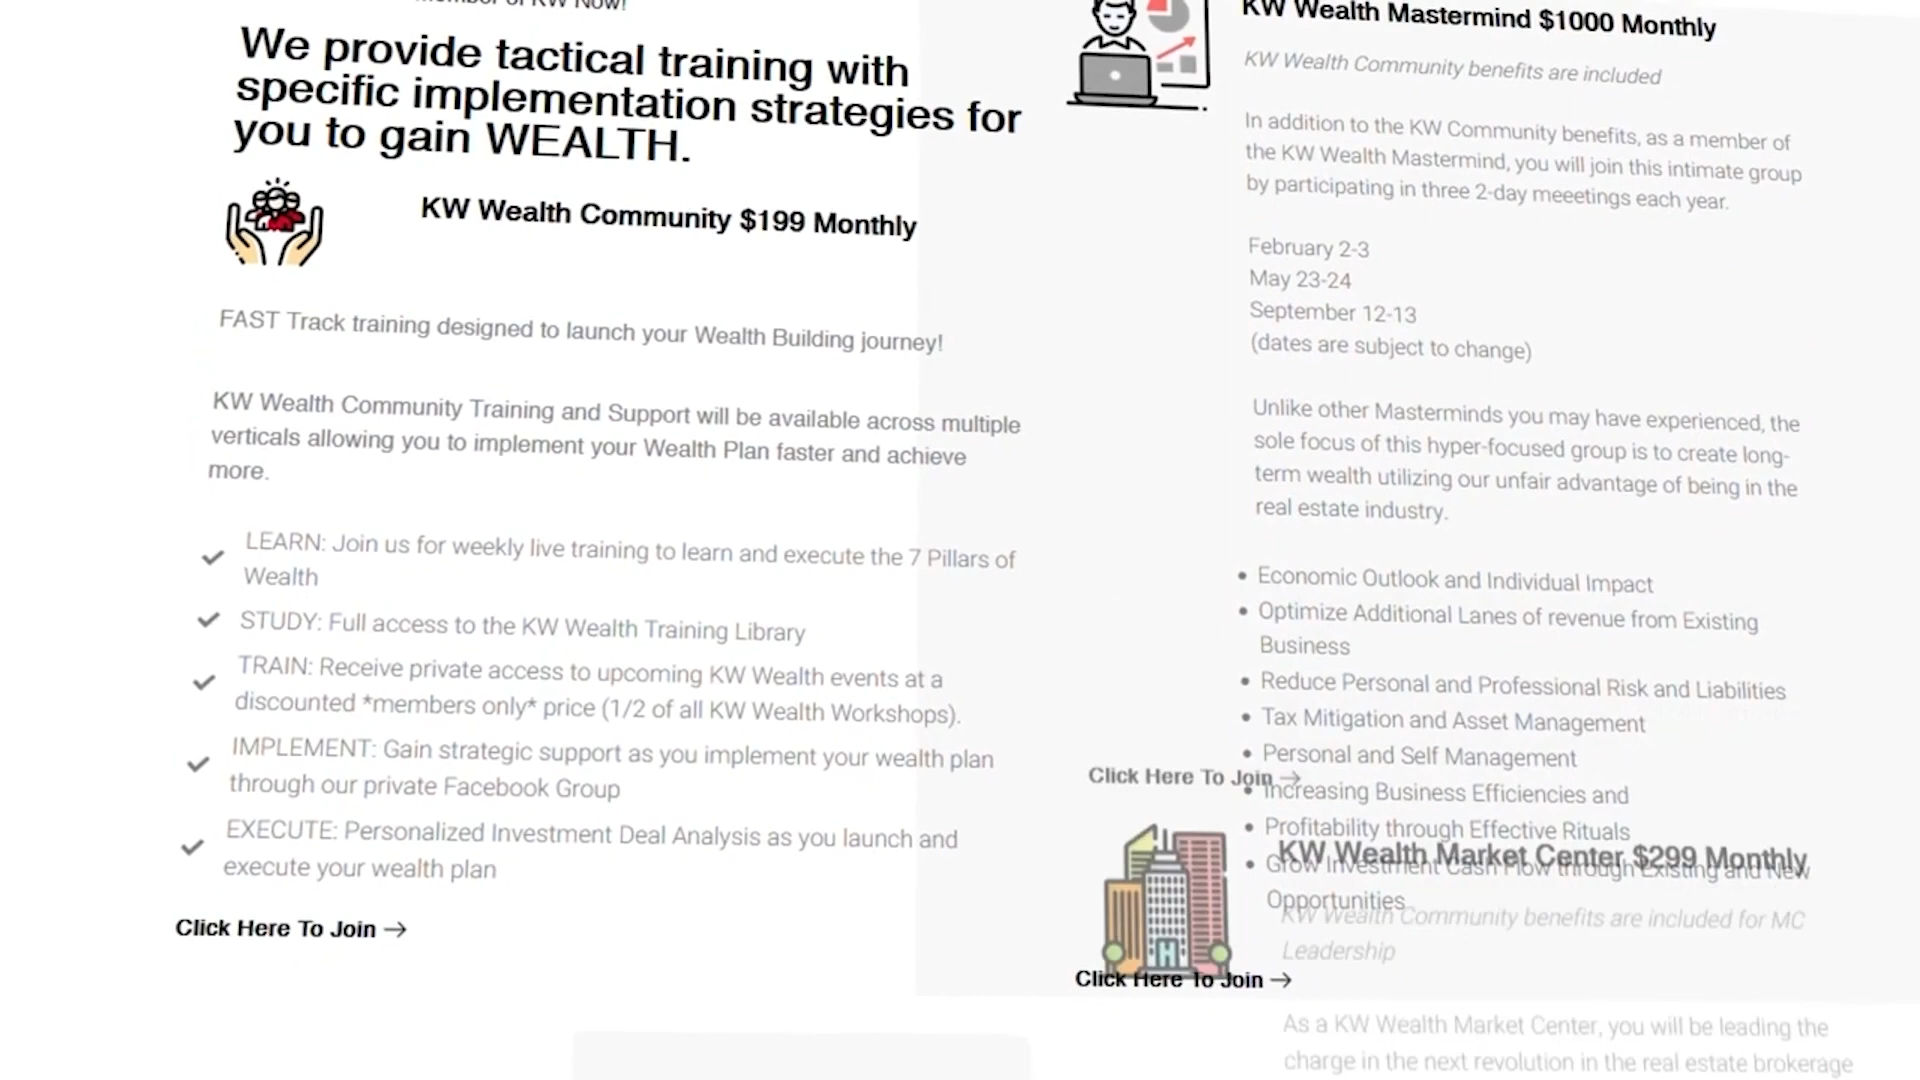 Member of KW Now!
We provide tactical training with
specific implementation strategies for
you to gain WEALTH.
KW Wealth Community $199 Monthly
FAST Track training designed to launch your Wealth Building journey!
KW Wealth Community Training and Support will be available across multiple
verticals allowing you to implement your Wealth Plan faster and achieve
more.
LEARN: Join us for weekly live training to learn and execute the 7 Pillars of
Wealth
STUDY: Full access to the KW Wealth Training Library
TRAIN: Receive private access to upcoming KW Wealth events at a
discounted *members only* price (1/2 of all KW Wealth Workshops).
IMPLEMENT: Gain strategic support as you implement your wealth plan
through our private Facebook Group
EXECUTE: Personalized Investment Deal Analysis as you launch and
execute your wealth plan
Click Here To Join →
KW Wealth Mastermind $1000 Monthly
KW Wealth Community benefits are included
In addition to the KW Community benefits, as a member of
the KW Wealth Mastermind, you will join this intimate group
by participating in three 2-day meeetings each year.
February 2-3
May 23-24
September 12-13
(dates are subject to change)
Unlike other Masterminds you may have experienced, the
sole focus of this hyper-focused group is to create long-
term wealth utilizing our unfair advantage of being in the
real estate industry.
• Economic Outlook and Individual Impact
• Optimize Additional Lanes of revenue from Existing
Business
• Reduce Personal and Professional Risk and Liabilities
• Tax Mitigation and Asset Management
• Personal and Self Management
Click Here To Join →
• Increasing Business Efficiencies and
• Profitability through Effective Rituals
KW Wealth Market Center $299 Monthly
• Grow Investment Cash Flow through Existing and New
Opportunities
KW Wealth Community benefits are included for MC
Leadership
Click Here To Join →
As a KW Wealth Market Center, you will be leading the
charge in the next revolution in the real estate brokerage